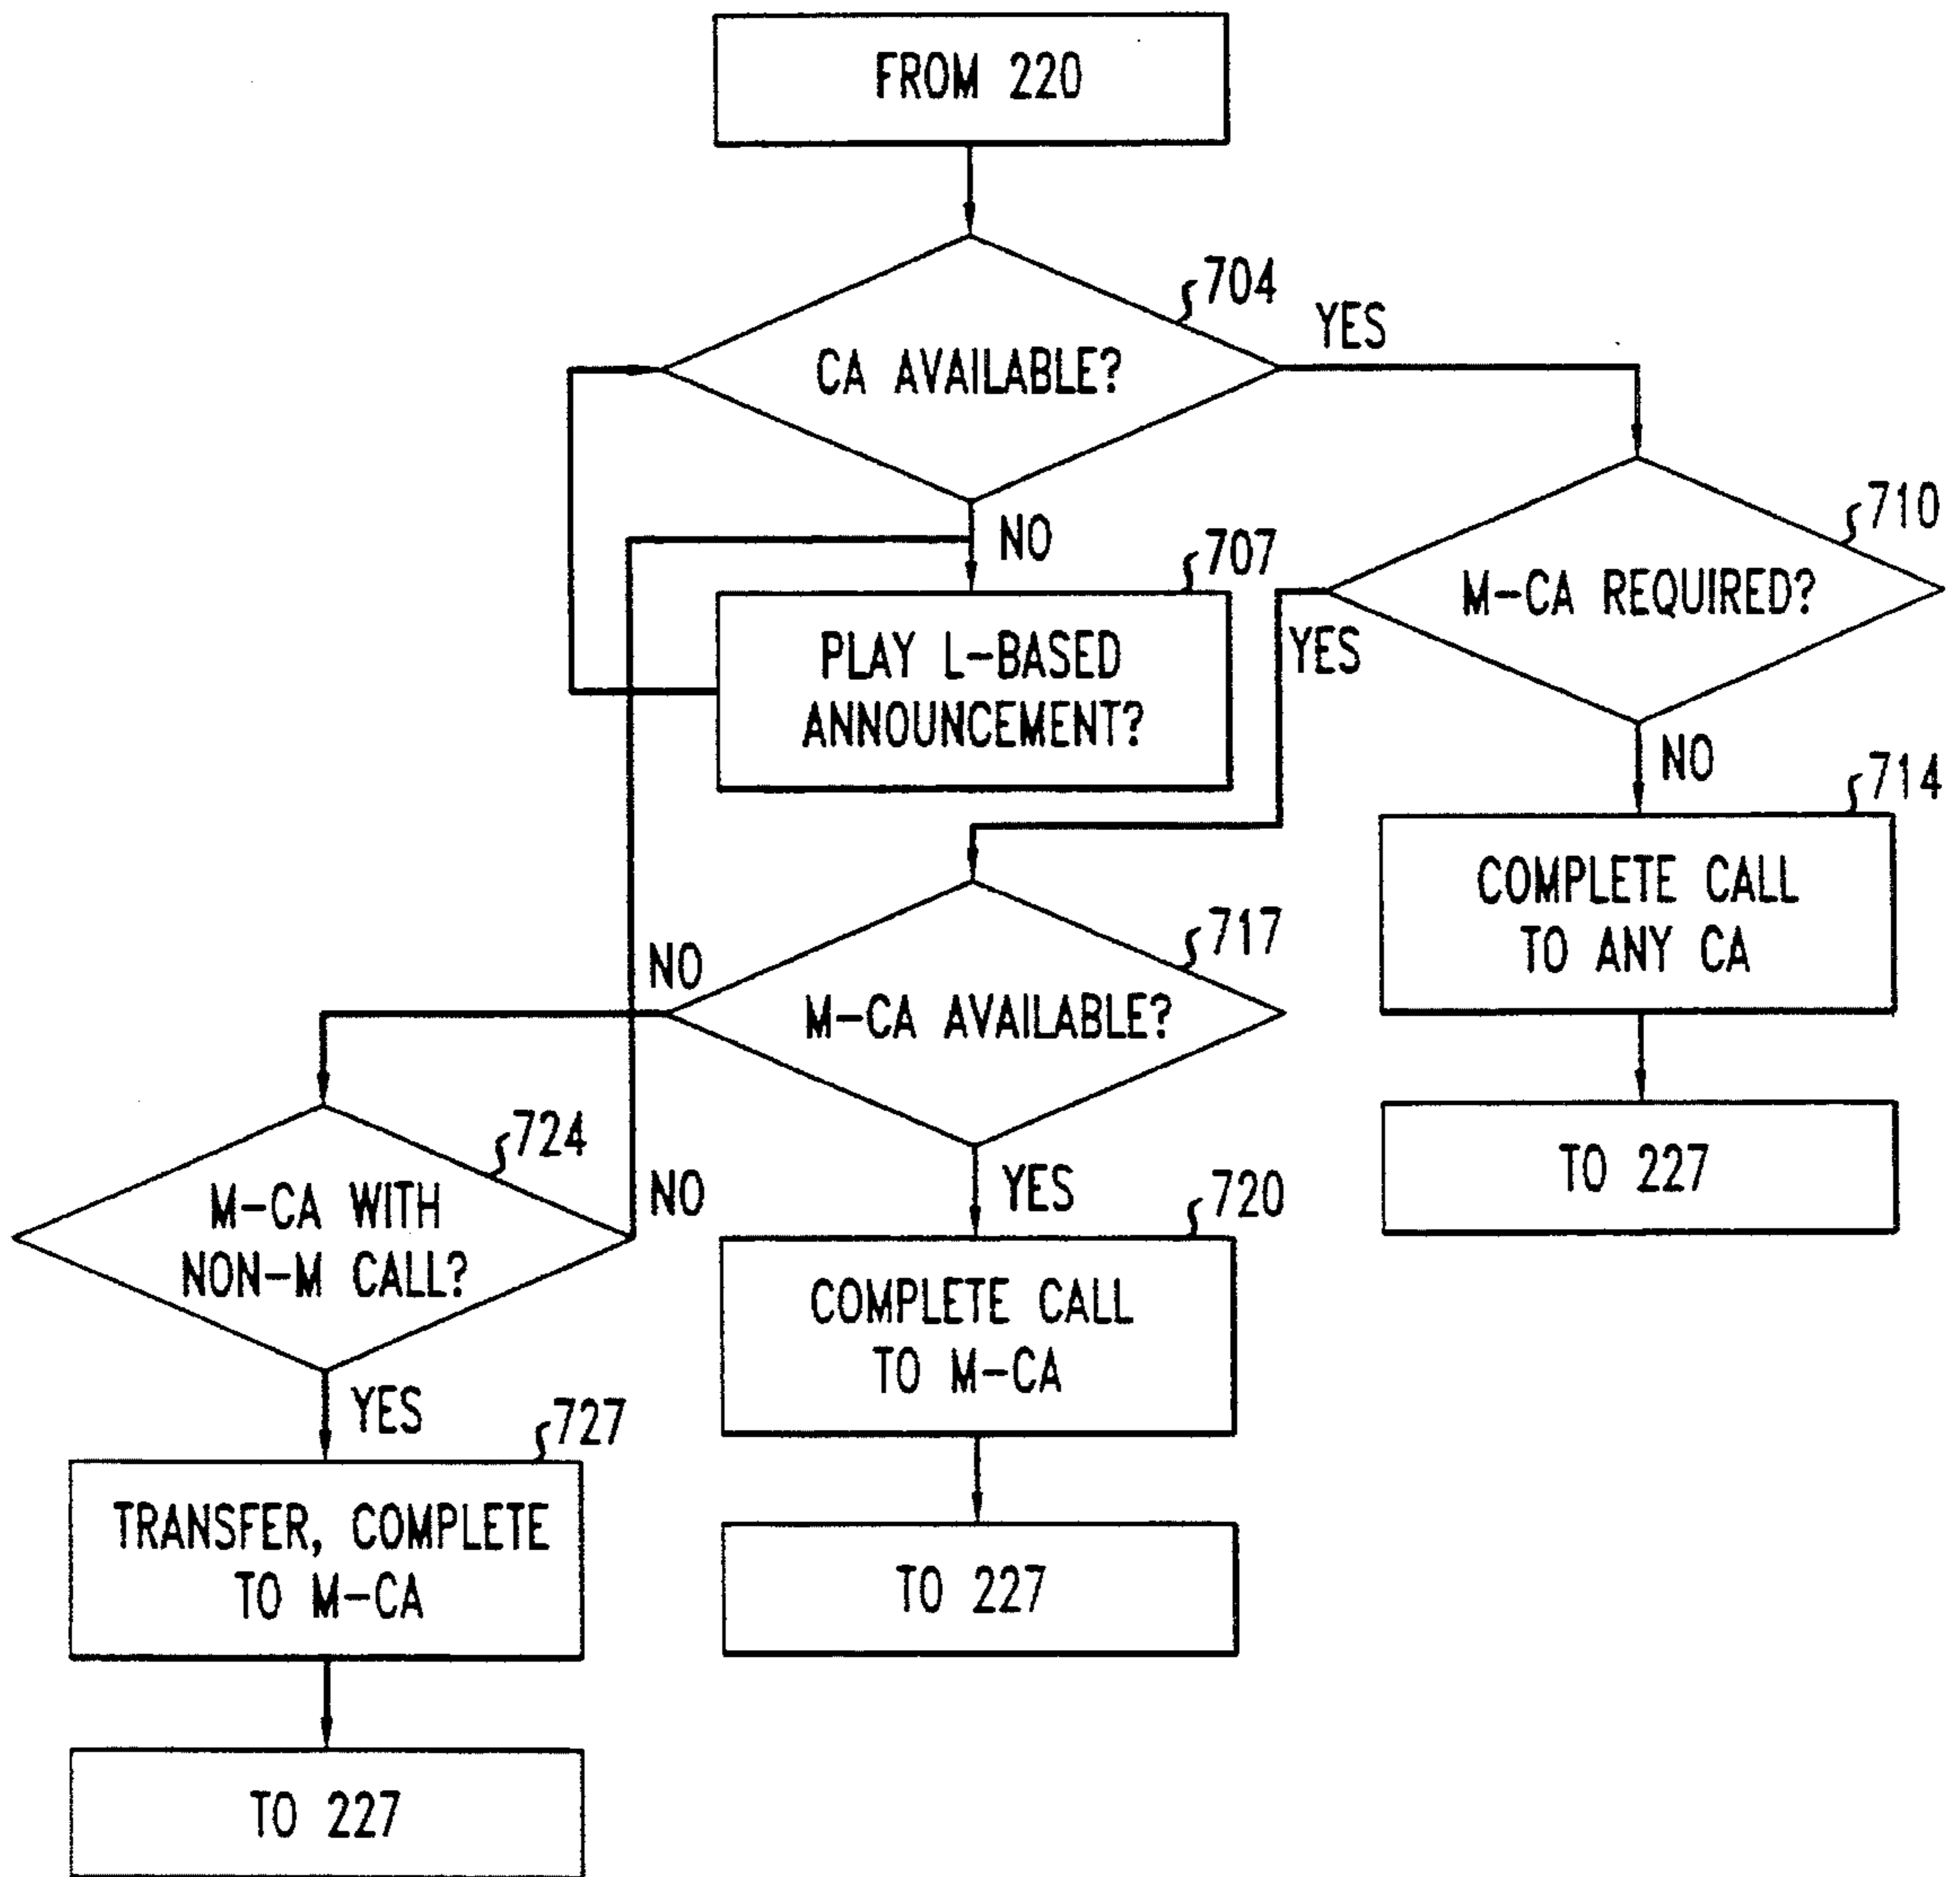 FROM 220
704
CA AVAILABLE?
YES
710
NO
707
M-CA REQUIRED?
PLAY L-BASED
ANNOUNCEMENT?
YES
NO
714
COMPLETE CALL
TO ANY CA
717
NO
M-CA AVAILABLE?
724
M-CA WITH
NON-M CALL?
NO
YES
720
TO 227
COMPLETE CALL
TO M-CA
YES
727
TRANSFER, COMPLETE
TO M-CA
TO 227
TO 227